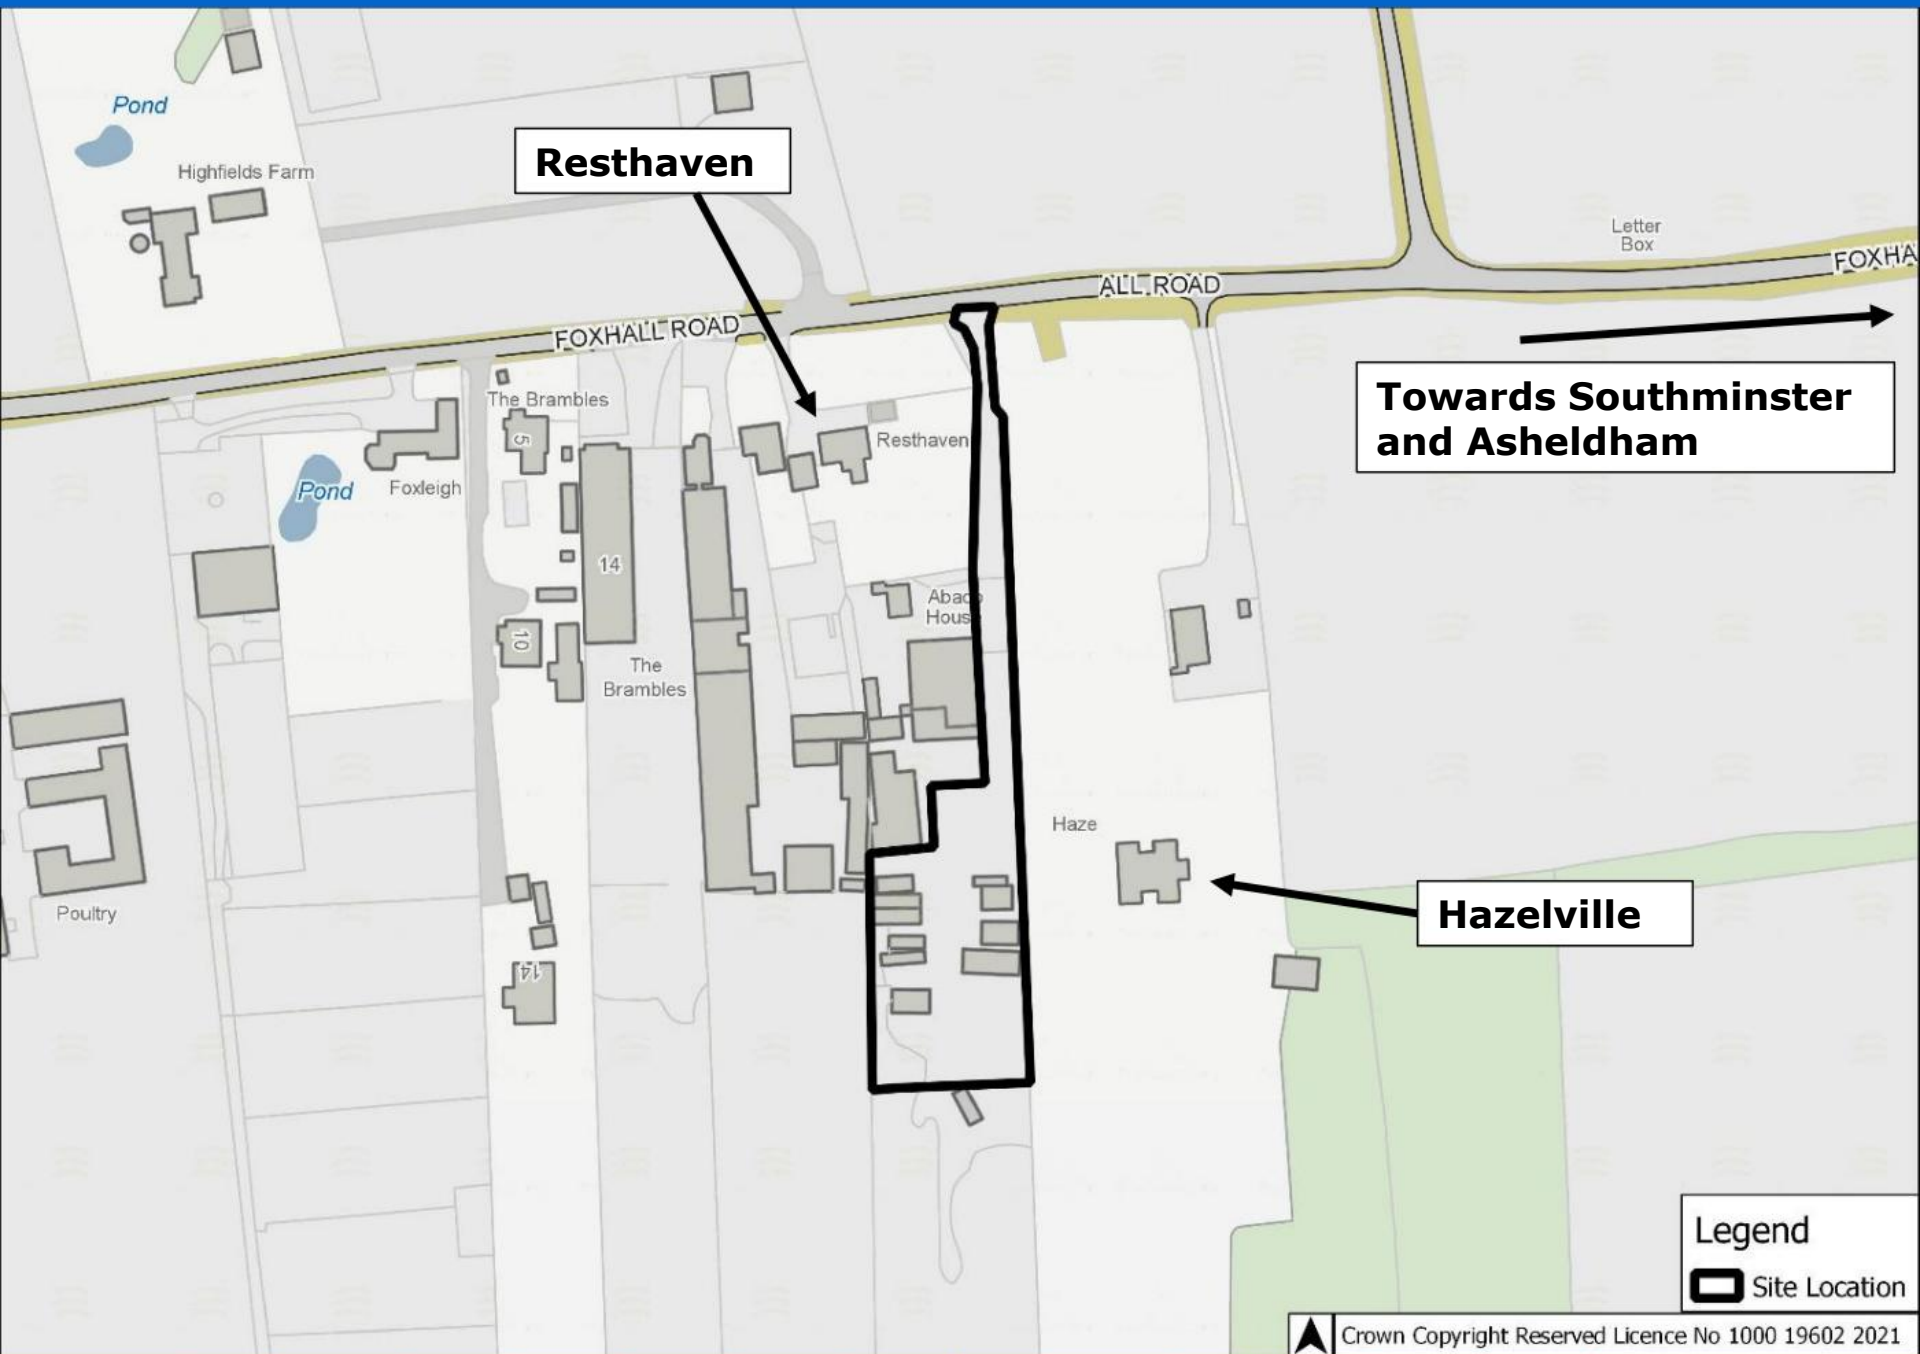 Pond
Highfields Farm
Resthaven
Letter
Box
FOXHA
ALL ROAD
FOXHALL ROAD
Towards Southminster
and Asheldham
The Brambles
5
Resthaven
Pond
Foxleigh
14
Abaco
House
10
The
Brambles
Haze
Hazelville
Poultry
14
Legend
Site Location
Crown Copyright Reserved Licence No 1000 19602 2021